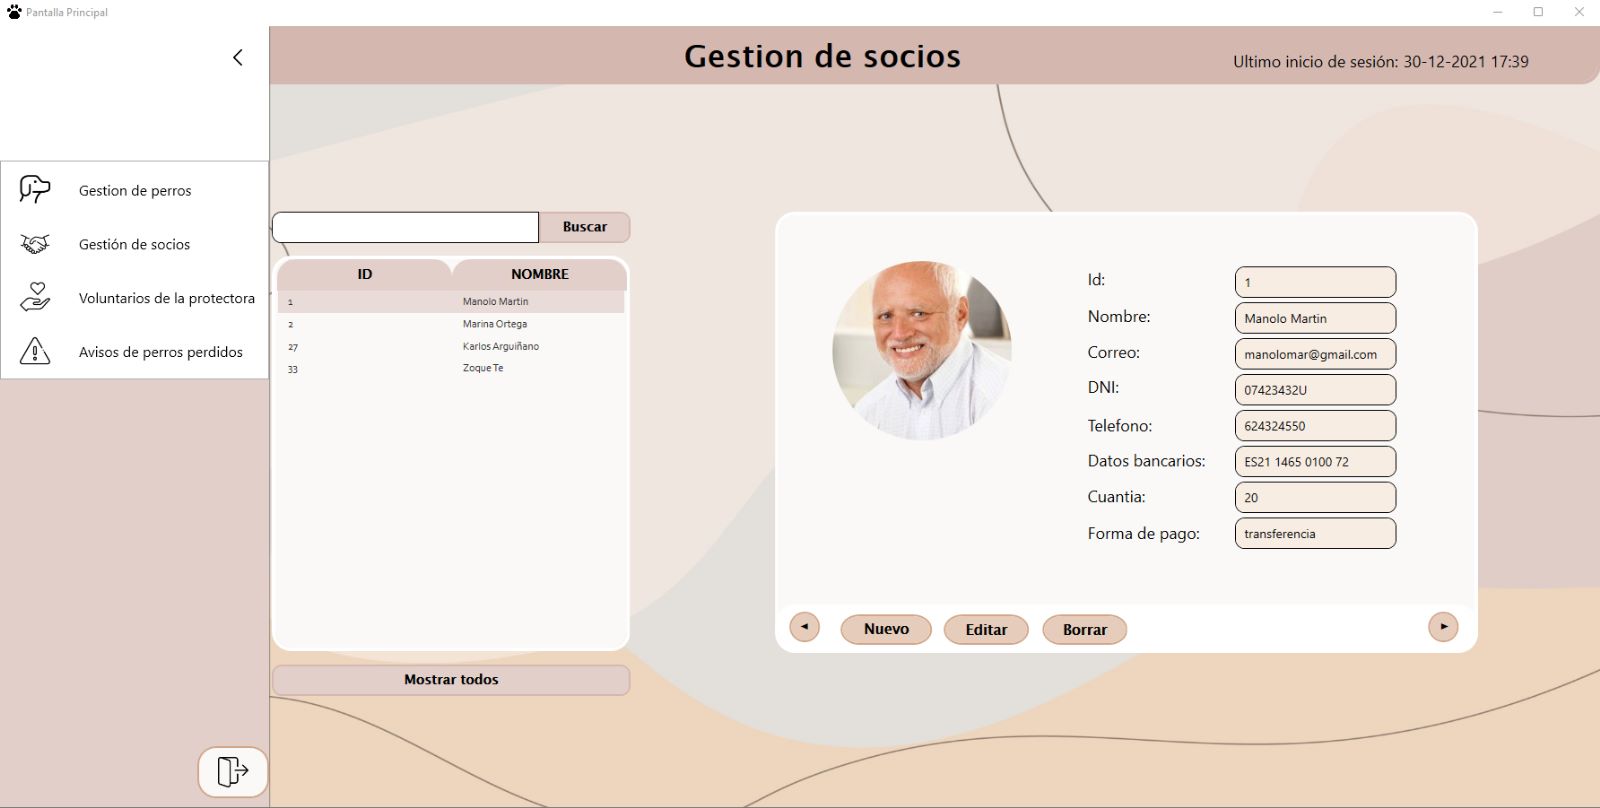 Pantalla Principal
Gestion de socios
Ultimo inicio de sesión: 30-12-2021 17:39
Gestion de perros
Gestión de socios
Voluntarios de la protectora
Avisos de perros perdidos
Buscar
ID NOMBRE
1 Manolo Martin
2 Marina Ortega
27 Karlos Arguiñano
33 Zoque Te
Mostrar todos
Id: 1
Nombre: Manolo Martin
Correo: manolomar@gmail.com
DNI: 07423432U
Telefono: 624324550
Datos bancarios: ES21 1465 0100 72
Cuantia: 20
Forma de pago: transferencia
Nuevo Editar Borrar